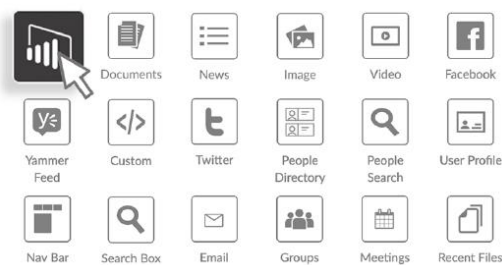 Documents News Image Video Facebook
Yammer Feed Custom Twitter People Directory People Search User Profile
Nav Bar Search Box Email Groups Meetings Recent Files